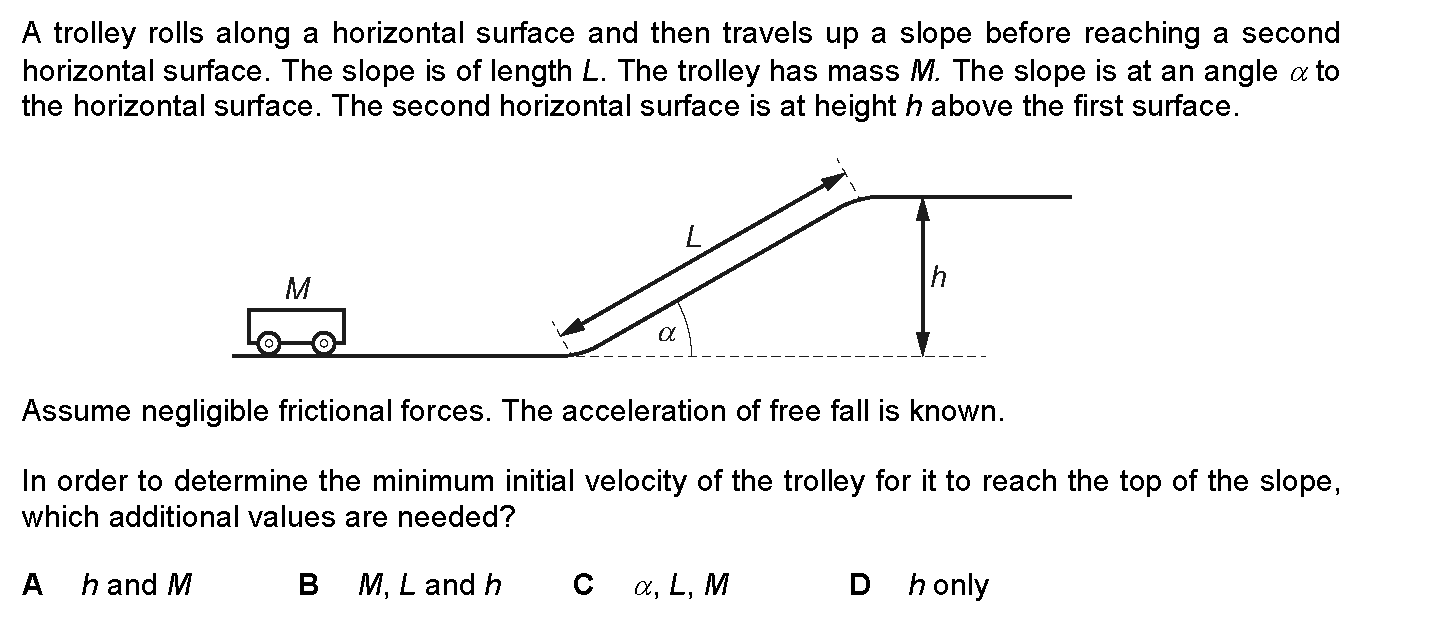 A trolley rolls along a horizontal surface and then travels up a slope before reaching a second
horizontal surface. The slope is of length L. The trolley has mass M. The slope is at an angle α to
the horizontal surface. The second horizontal surface is at height h above the first surface.
L
M
h
α
Assume negligible frictional forces. The acceleration of free fall is known.
In order to determine the minimum initial velocity of the trolley for it to reach the top of the slope,
which additional values are needed?
A h and M B M, L and h C α, L, M D h only